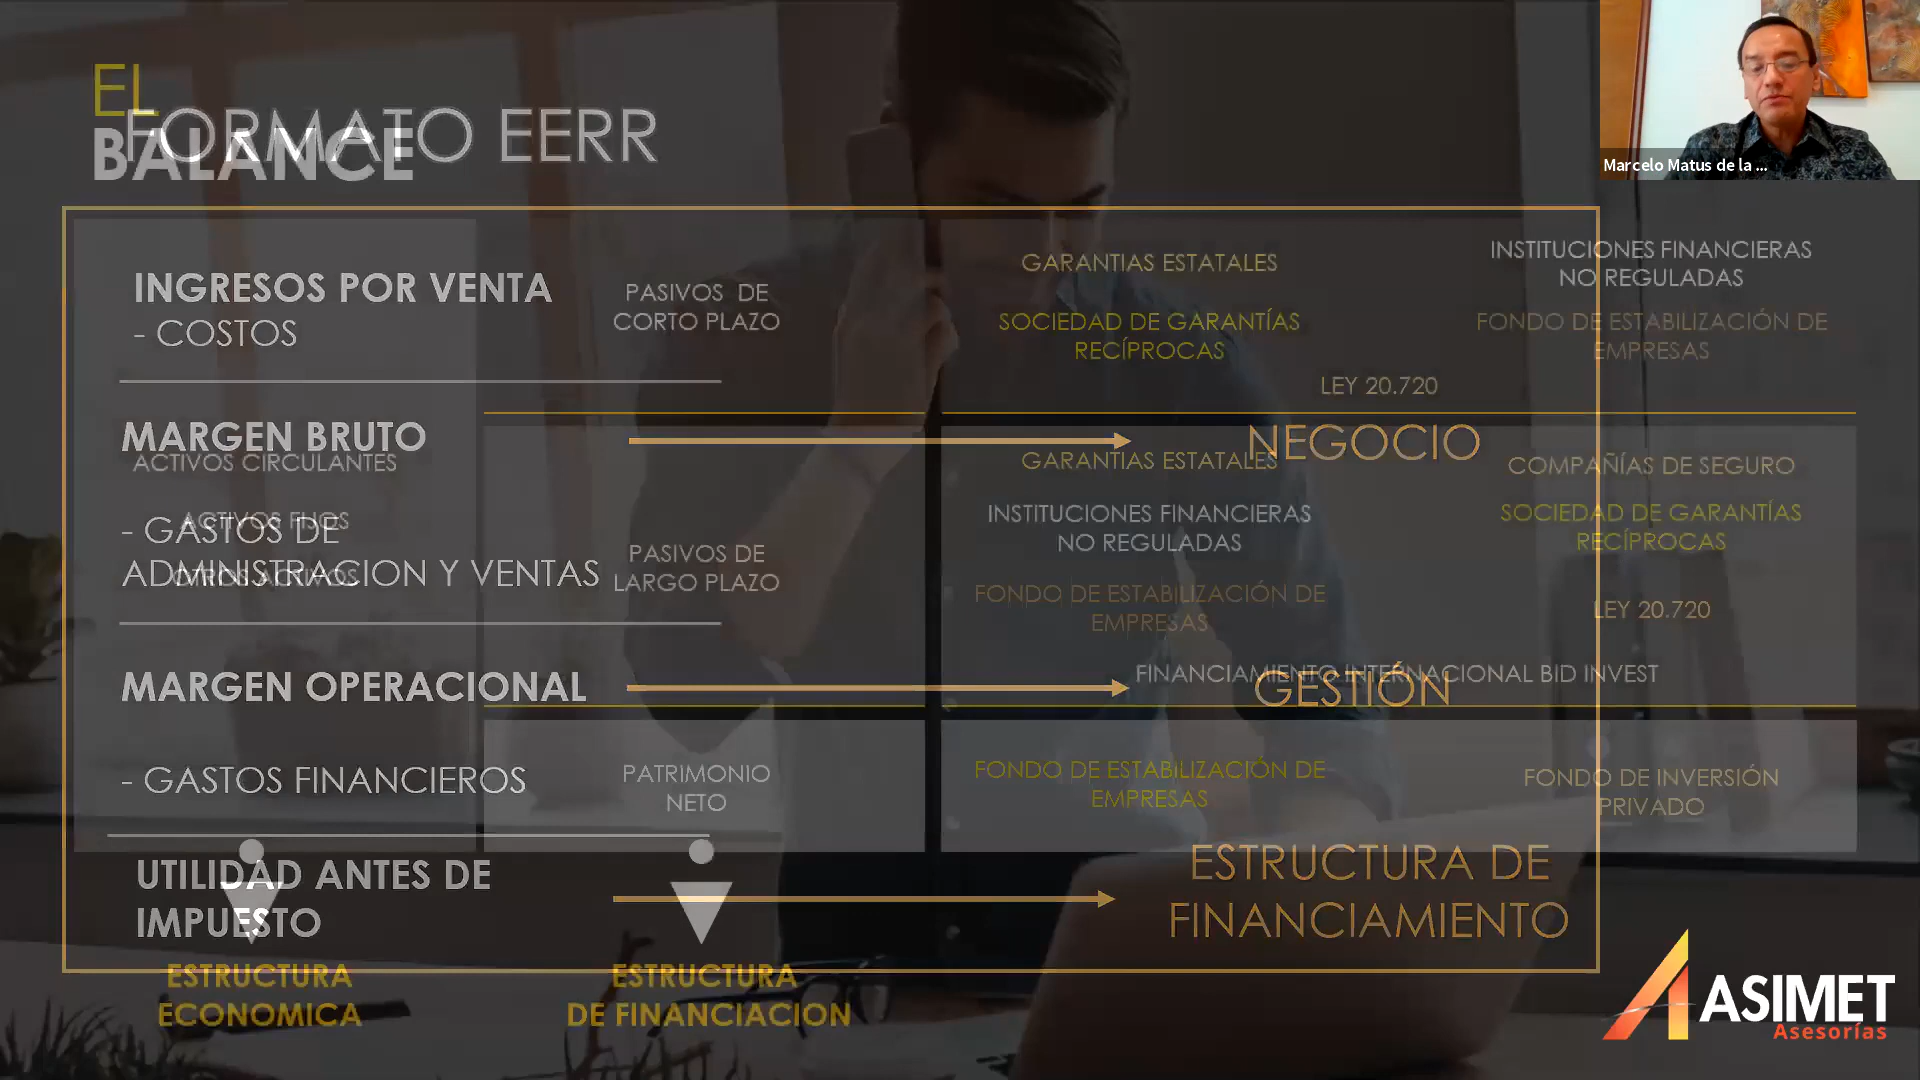 EL
BALANCE
FORMATO EERR
Marcelo Matus de la ...
INGRESOS POR VENTA
- COSTOS
MARGEN BRUTO
- GASTOS DE
ADMINISTRACION Y VENTAS
MARGEN OPERACIONAL
- GASTOS FINANCIEROS
UTILIDAD ANTES DE
IMPUESTO
NEGOCIO
GESTIÓN
ESTRUCTURA DE
FINANCIAMIENTO
ACTIVOS CIRCULANTES
ACTIVOS FIJOS
OTROS ACTIVOS
PASIVOS DE
CORTO PLAZO
PASIVOS DE
LARGO PLAZO
PATRIMONIO
NETO
GARANTIAS ESTATALES
SOCIEDAD DE GARANTÍAS
RECÍPROCAS
INSTITUCIONES FINANCIERAS
NO REGULADAS
FONDO DE ESTABILIZACIÓN DE
EMPRESAS
LEY 20.720
GARANTIAS ESTATALES
INSTITUCIONES FINANCIERAS
NO REGULADAS
FONDO DE ESTABILIZACIÓN DE
EMPRESAS
COMPAÑÍAS DE SEGURO
SOCIEDAD DE GARANTÍAS
RECÍPROCAS
LEY 20.720
FINANCIAMIENTO INTERNACIONAL BID INVEST
FONDO DE ESTABILIZACIÓN DE
EMPRESAS
FONDO DE INVERSIÓN
PRIVADO
ESTRUCTURA
ECONOMICA
ESTRUCTURA
DE FINANCIACION
ASIMET
Asesorías